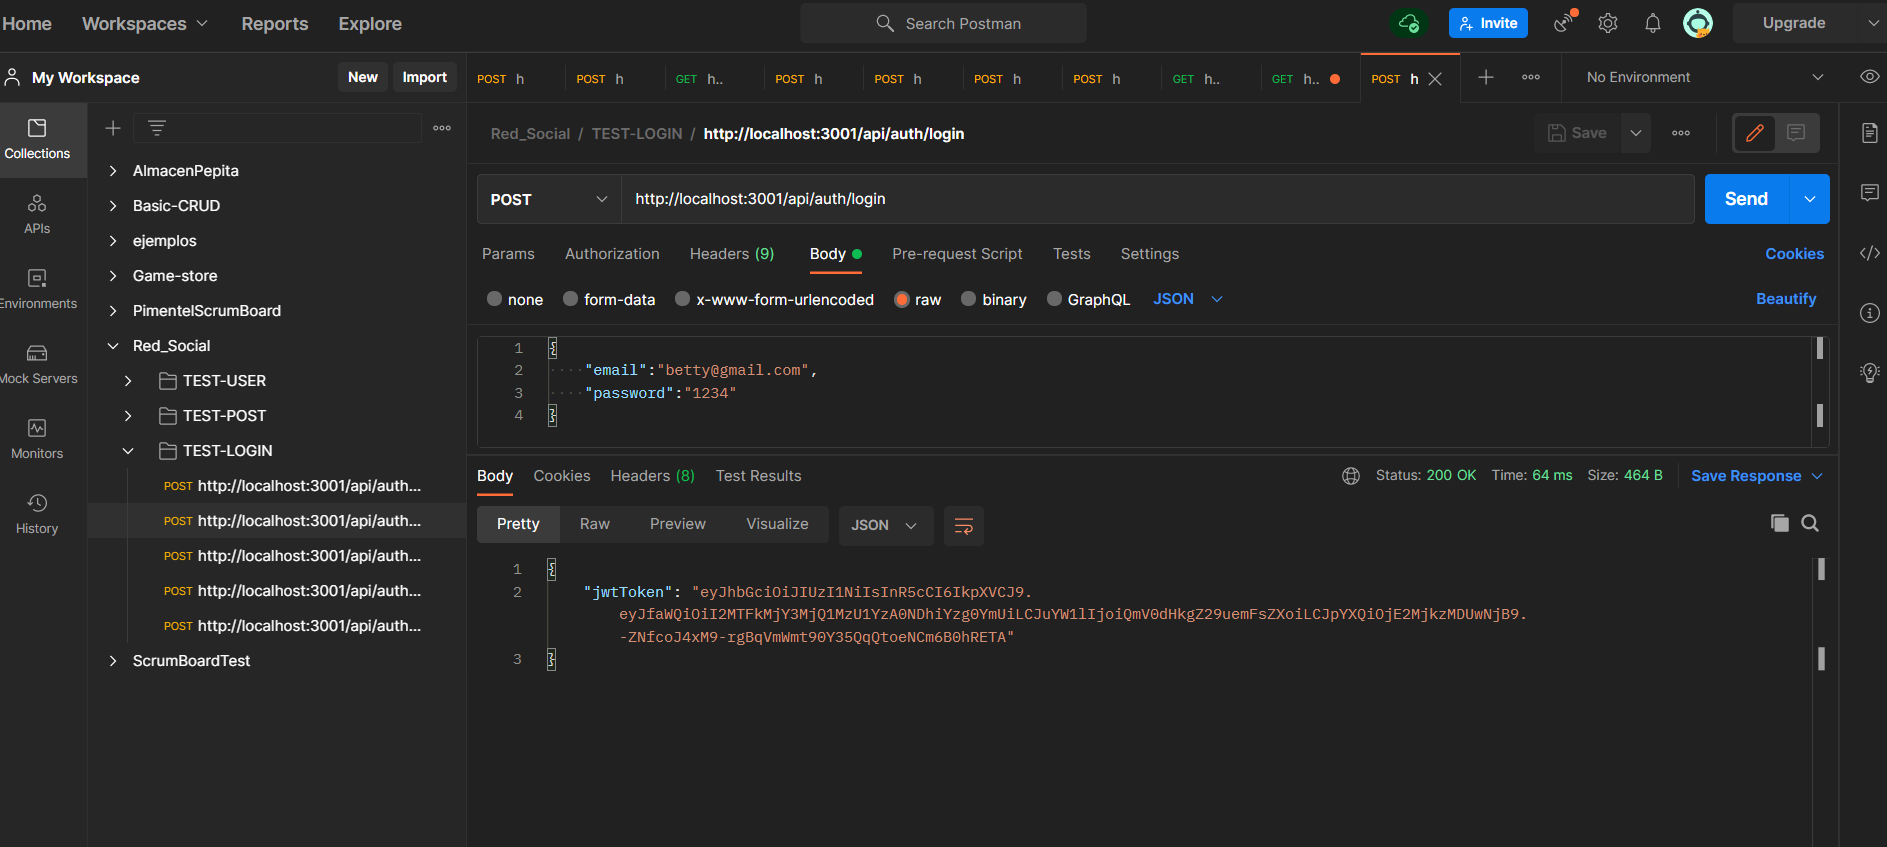 Home Workspaces Reports Explore Search Postman Invite Upgrade
My Workspace New Import
POST h POST h GET h.. POST h POST h POST h POST h GET h.. GET h.. POST h No Environment
Collections
APIs
Environments
Mock Servers
Monitors
History
AlmacenPepita
Basic-CRUD
ejemplos
Game-store
PimentelScrumBoard
Red_Social
TEST-USER
TEST-POST
TEST-LOGIN
POST http://localhost:3001/api/auth...
POST http://localhost:3001/api/auth...
POST http://localhost:3001/api/auth...
POST http://localhost:3001/api/auth...
POST http://localhost:3001/api/auth...
ScrumBoardTest
Red_Social / TEST-LOGIN / http://localhost:3001/api/auth/login Save
POST http://localhost:3001/api/auth/login Send
Params Authorization Headers (9) Body Pre-request Script Tests Settings Cookies
none form-data x-www-form-urlencoded raw binary GraphQL JSON Beautify
1 {
2 "email":"betty@gmail.com",
3 "password":"1234"
4 }
Body Cookies Headers (8) Test Results Status: 200 OK Time: 64 ms Size: 464 B Save Response
Pretty Raw Preview Visualize JSON
1 {
2 "jwtToken": "eyJhbGciOiJIUzI1NiIsInR5cCI6IkpXVCJ9.
eyJfaWQiOiI2MTFkMjY3MjQ1MzU1YzA0NDhiYzg0YmUiLCJuYW1lIjoiQmV0dHkgZ29uemFsZXoiLCJpYXQiOjE2MjkzMDUwNjB9.
-ZNfcoJ4xM9-rgBqVmWmt90Y35QqQtoeNCm6B0hRETA"
3 }